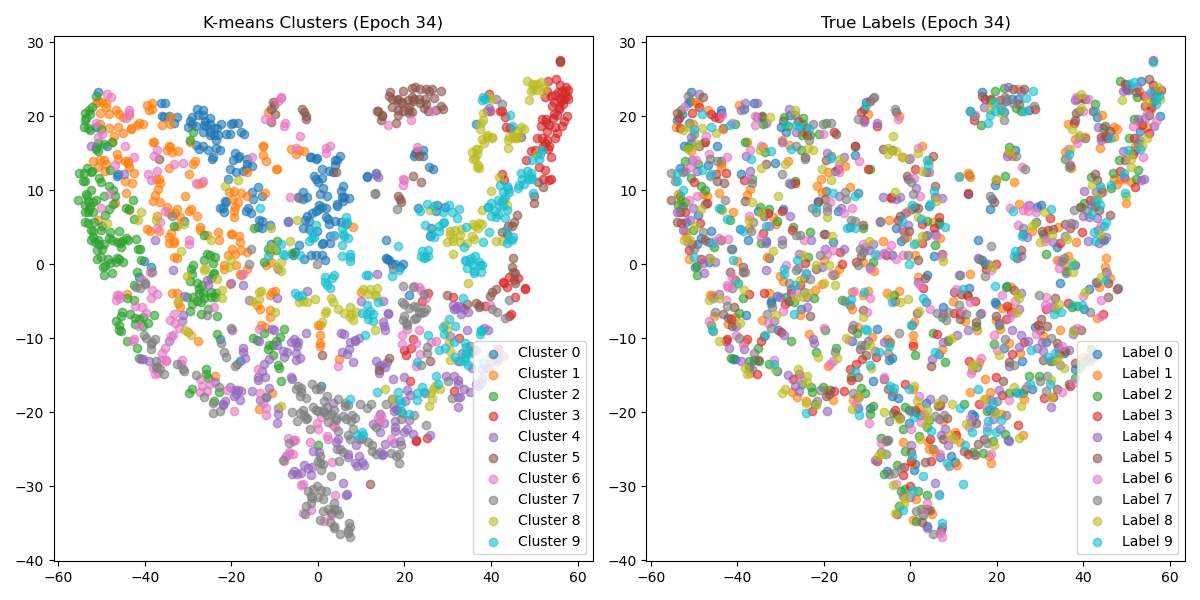 K-means Clusters (Epoch 34)
30
20
10
0
−10
−20
−30
−40
−60
−40
−20
0
20
40
60
Cluster 0
Cluster 1
Cluster 2
Cluster 3
Cluster 4
Cluster 5
Cluster 6
Cluster 7
Cluster 8
Cluster 9
True Labels (Epoch 34)
30
20
10
0
−10
−20
−30
−40
−60
−40
−20
0
20
40
60
Label 0
Label 1
Label 2
Label 3
Label 4
Label 5
Label 6
Label 7
Label 8
Label 9